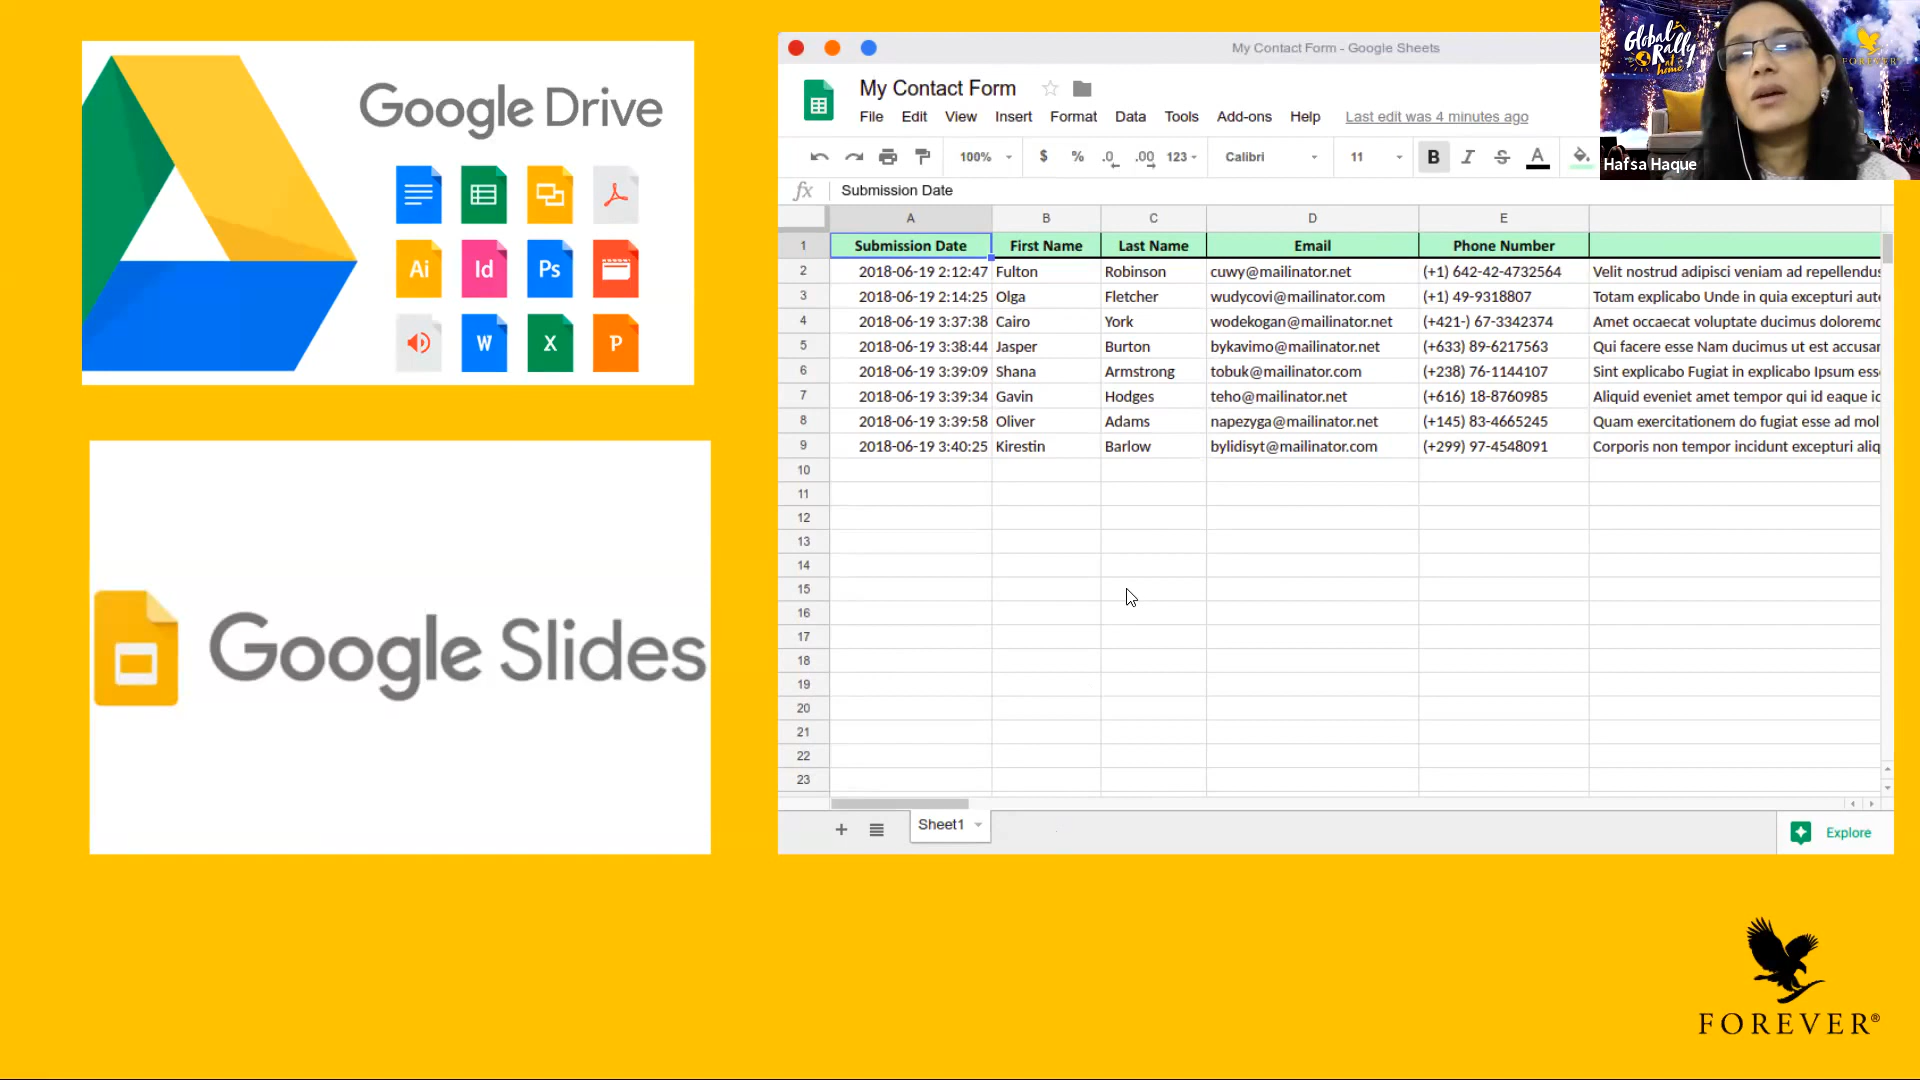 Google Drive
Ai Id Ps
W X P
Google Slides
My Contact Form - Google Sheets
My Contact Form
File Edit View Insert Format Data Tools Add-ons Help Last edit was 4 minutes ago
100% $ % .0 .00 123 Calibri 11 B I S A
fx Submission Date
A B C D E
1 Submission Date First Name Last Name Email Phone Number
2 2018-06-19 2:12:47 Fulton Robinson cuwy@mailinator.net (+1) 642-42-4732564 Velit nostrud adipisci veniam ad repellendus
3 2018-06-19 2:14:25 Olga Fletcher wudycovi@mailinator.com (+1) 49-9318807 Totam explicabo Unde in quia excepturi aut
4 2018-06-19 3:37:38 Cairo York wodekogan@mailinator.net (+421-) 67-3342374 Amet occaecat voluptate ducimus dolorem
5 2018-06-19 3:38:44 Jasper Burton bykavimo@mailinator.net (+633) 89-6217563 Qui facere esse Nam ducimus ut est accusa
6 2018-06-19 3:39:09 Shana Armstrong tobuk@mailinator.com (+238) 76-1144107 Sint explicabo Fugiat in explicabo Ipsum ess
7 2018-06-19 3:39:34 Gavin Hodges teho@mailinator.net (+616) 18-8760985 Aliquid eveniet amet tempor qui id eaque i
8 2018-06-19 3:39:58 Oliver Adams napezyga@mailinator.net (+145) 83-4665245 Quam exercitationem do fugiat esse ad mol
9 2018-06-19 3:40:25 Kirestin Barlow bylidisyt@mailinator.com (+299) 97-4548091 Corporis non tempor incidunt excepturi aliq
10
11
12
13
14
15
16
17
18
19
20
21
22
23
+ Sheet1 Explore
Global Rally at home
FOREVER
Hafsa Haque
FOREVER®